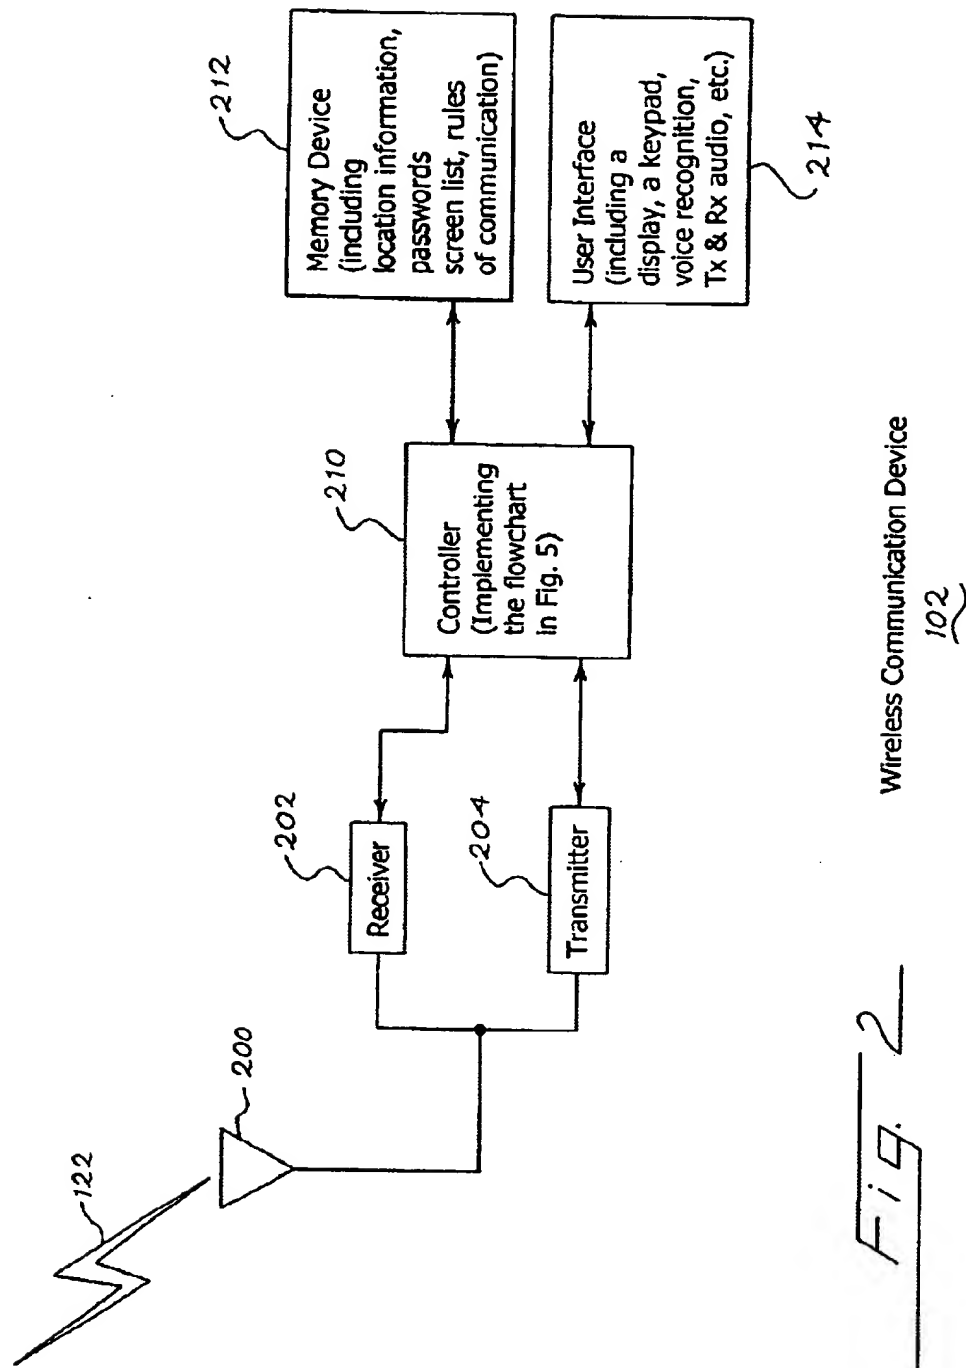 122
200
202
Receiver
204
Transmitter
210
Controller
(Implementing
the flowchart
in Fig. 5)
212
Memory Device
(including
location information,
passwords
screen list, rules
of communication)
User Interface
(including a
display, a keypad,
voice recognition,
Tx & Rx audio, etc.)
214
Wireless Communication Device
102
Fig. 2